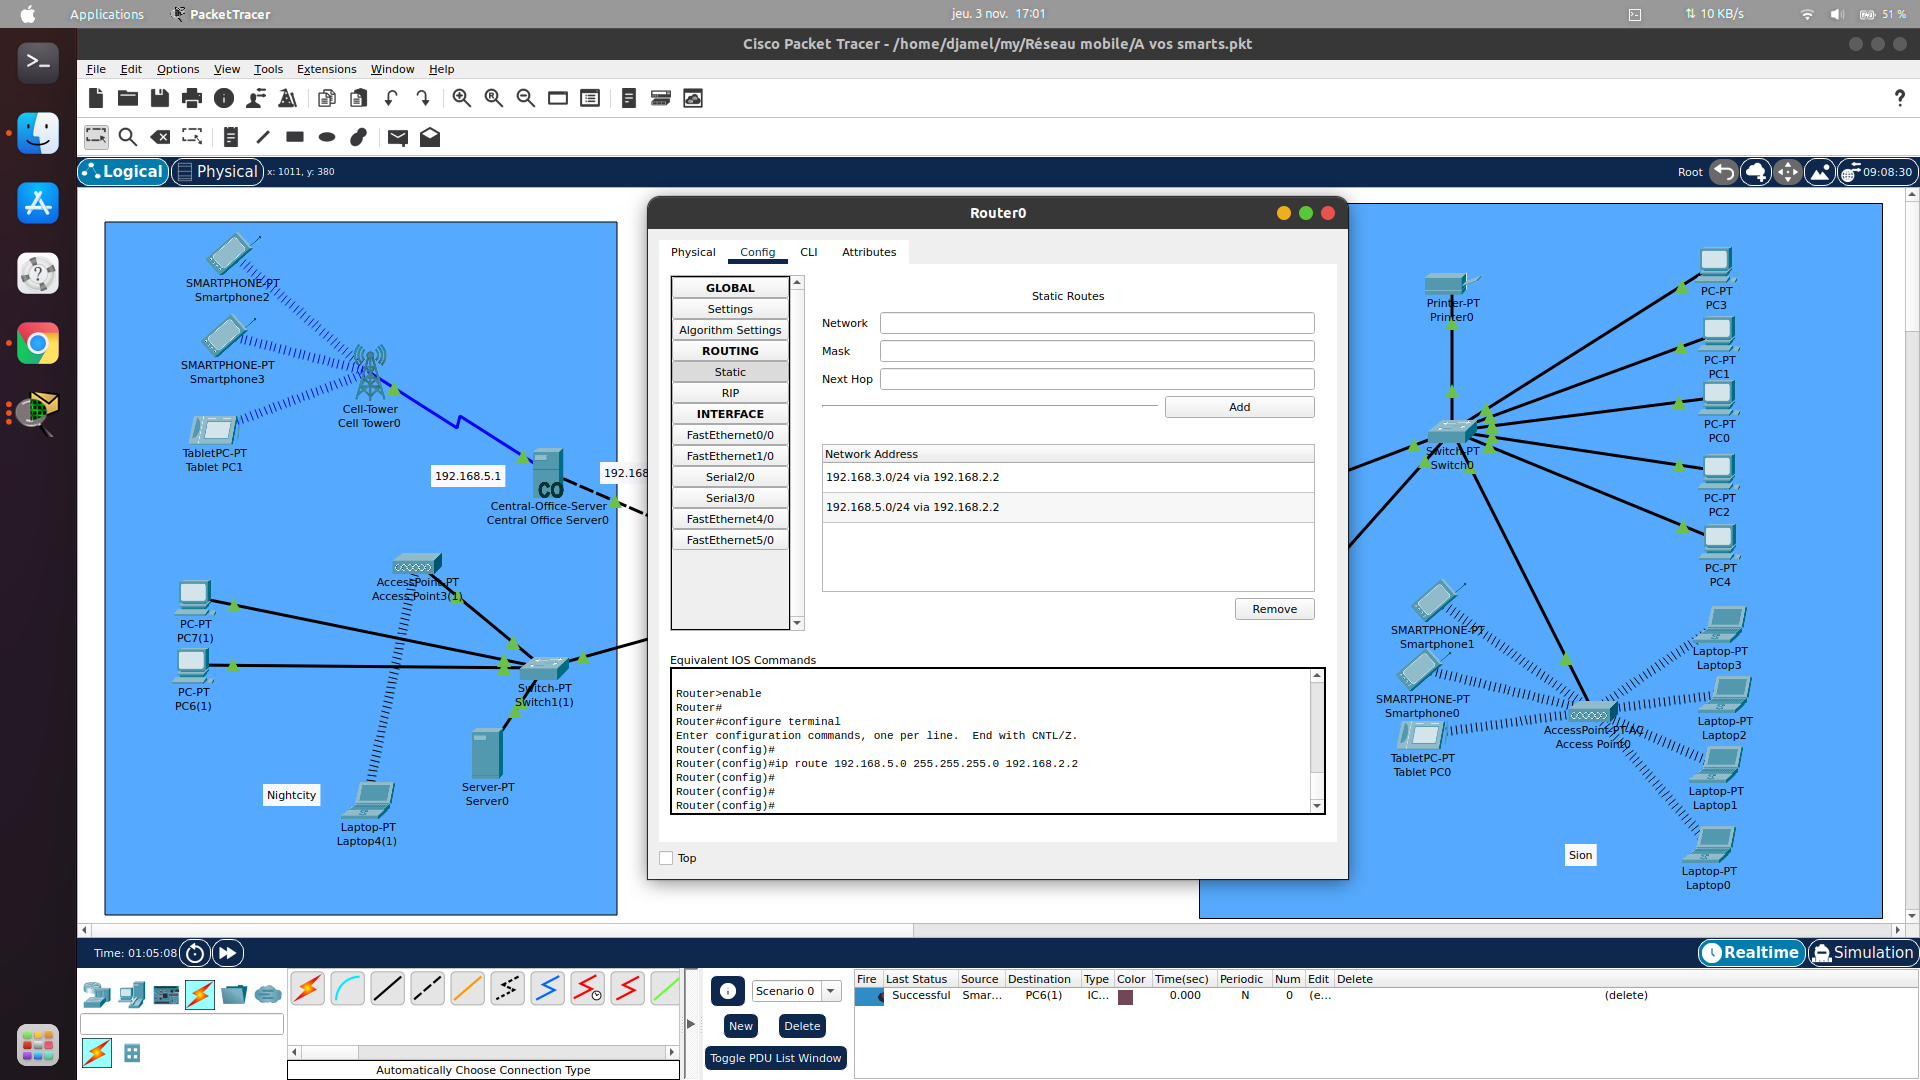 Applications
PacketTracer
jeu. 3 nov.  17:01
10 KB/s
51 %
Cisco Packet Tracer - /home/djamel/my/Réseau mobile/A vos smarts.pkt
File Edit Options View Tools Extensions Window Help
?
Logical
Physical
x: 1011, y: 380
Root
09:08:30
SMARTPHONE-PT
Smartphone2
SMARTPHONE-PT
Smartphone3
Cell-Tower
Cell Tower0
TabletPC-PT
Tablet PC1
192.168.5.1
192.168
CO
Central-Office-Server
Central Office Server0
AccessPoint-PT
Access Point3(1)
PC-PT
PC7(1)
PC-PT
PC6(1)
Switch-PT
Switch1(1)
Server-PT
Server0
Nightcity
Laptop-PT
Laptop4(1)
Router0
Physical Config CLI Attributes
GLOBAL
Settings
Algorithm Settings
ROUTING
Static
RIP
INTERFACE
FastEthernet0/0
FastEthernet1/0
Serial2/0
Serial3/0
FastEthernet4/0
FastEthernet5/0
Static Routes
Network
Mask
Next Hop
Add
Network Address
192.168.3.0/24 via 192.168.2.2
192.168.5.0/24 via 192.168.2.2
Remove
Equivalent IOS Commands
Router>enable
Router#
Router#configure terminal
Enter configuration commands, one per line.  End with CNTL/Z.
Router(config)#
Router(config)#ip route 192.168.5.0 255.255.255.0 192.168.2.2
Router(config)#
Router(config)#
Router(config)#
Top
Printer-PT
Printer0
PC-PT
PC3
PC-PT
PC1
PC-PT
PC0
Switch-PT
Switch0
PC-PT
PC2
PC-PT
PC4
SMARTPHONE-PT
Smartphone1
SMARTPHONE-PT
Smartphone0
TabletPC-PT
Tablet PC0
AccessPoint-PT-AC
Access Point0
Laptop-PT
Laptop3
Laptop-PT
Laptop2
Laptop-PT
Laptop1
Laptop-PT
Laptop0
Sion
Time: 01:05:08
Realtime
Simulation
Automatically Choose Connection Type
Scenario 0
New
Delete
Toggle PDU List Window
Fire Last Status Source Destination Type Color Time(sec) Periodic Num Edit Delete
Successful Smar... PC6(1) IC... 0.000 N 0 (e... (delete)